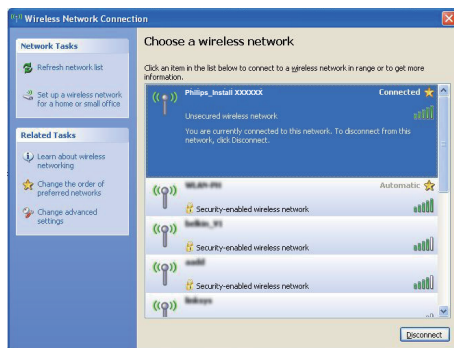 Wireless Network Connection
Network Tasks
Refresh network list
Set up a wireless network
for a home or small office
Related Tasks
Learn about wireless
networking
Change the order of
preferred networks
Change advanced
settings
Choose a wireless network
Click an item in the list below to connect to a wireless network in range or to get more
information.
Philips_Install XXXXXX
Connected
Unsecured wireless network
You are currently connected to this network. To disconnect from this
network, click Disconnect.
Automatic
Security-enabled wireless network
Security-enabled wireless network
Security-enabled wireless network
Disconnect